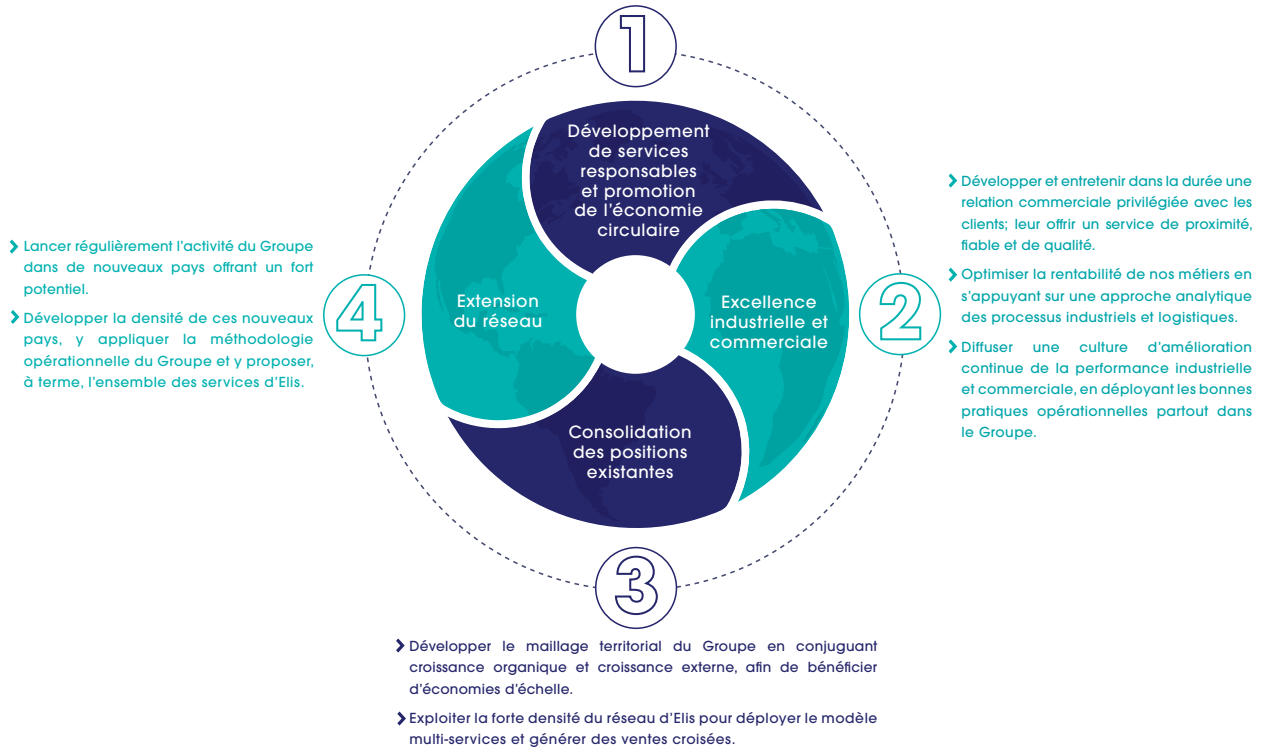 1
Développement
de services
responsables
et promotion
de l'économie
circulaire
2
Excellence
industrielle et
commerciale
Développer et entretenir dans la durée une
relation commerciale privilégiée avec les
clients; leur offrir un service de proximité,
fiable et de qualité.
Optimiser la rentabilité de nos métiers en
s'appuyant sur une approche analytique
des processus industriels et logistiques.
Diffuser une culture d'amélioration
continue de la performance industrielle
et commerciale, en déployant les bonnes
pratiques opérationnelles partout dans
le Groupe.
3
Consolidation
des positions
existantes
Développer le maillage territorial du Groupe en conjuguant
croissance organique et croissance externe, afin de bénéficier
d'économies d'échelle.
Exploiter la forte densité du réseau d'Elis pour déployer le modèle
multi-services et générer des ventes croisées.
4
Extension
du réseau
Lancer régulièrement l'activité du Groupe
dans de nouveaux pays offrant un fort
potentiel.
Développer la densité de ces nouveaux
pays, y appliquer la méthodologie
opérationnelle du Groupe et y proposer,
à terme, l'ensemble des services d'Elis.